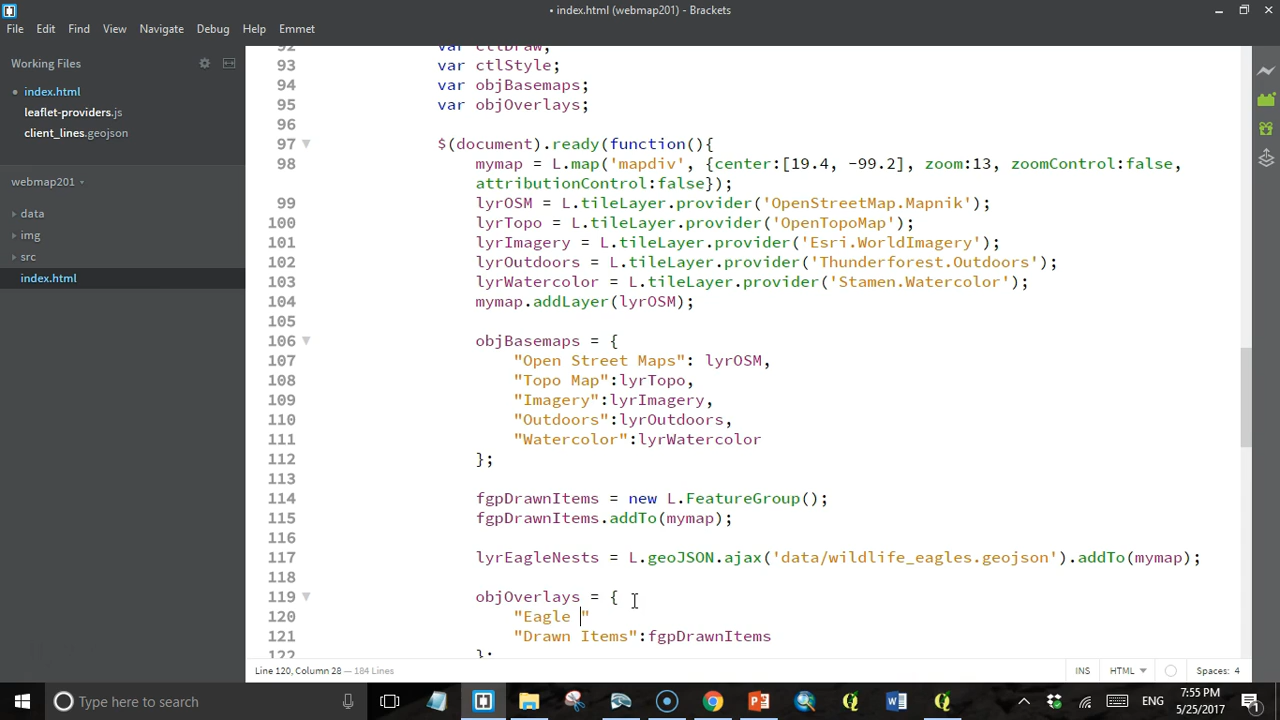 • index.html (webmap201) - Brackets
File Edit Find View Navigate Debug Help Emmet
Working Files
• index.html
leaflet-providers.js
client_lines.geojson
webmap201
data
img
src
index.html
92 var ctlDraw;
93 var ctlStyle;
94 var objBasemaps;
95 var objOverlays;
96
97 $(document).ready(function(){
98 mymap = L.map('mapdiv', {center:[19.4, -99.2], zoom:13, zoomControl:false,
attributionControl:false});
99 lyrOSM = L.tileLayer.provider('OpenStreetMap.Mapnik');
100 lyrTopo = L.tileLayer.provider('OpenTopoMap');
101 lyrImagery = L.tileLayer.provider('Esri.WorldImagery');
102 lyrOutdoors = L.tileLayer.provider('Thunderforest.Outdoors');
103 lyrWatercolor = L.tileLayer.provider('Stamen.Watercolor');
104 mymap.addLayer(lyrOSM);
105
106 objBasemaps = {
107 "Open Street Maps": lyrOSM,
108 "Topo Map":lyrTopo,
109 "Imagery":lyrImagery,
110 "Outdoors":lyrOutdoors,
111 "Watercolor":lyrWatercolor
112 };
113
114 fgpDrawnItems = new L.FeatureGroup();
115 fgpDrawnItems.addTo(mymap);
116
117 lyrEagleNests = L.geoJSON.ajax('data/wildlife_eagles.geojson').addTo(mymap);
118
119 objOverlays = {
120 "Eagle "
121 "Drawn Items":fgpDrawnItems
122 };
Line 120, Column 28 — 184 Lines INS HTML Spaces: 4
Type here to search ENG 7:55 PM
5/25/2017 1